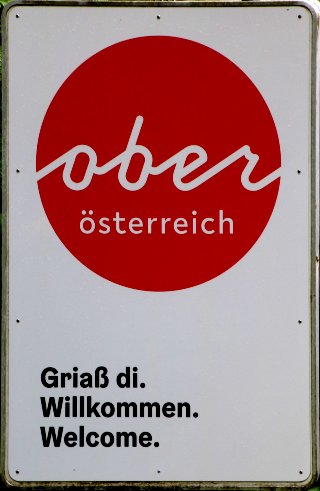 ober
österreich
Griaß di.
Willkommen.
Welcome.